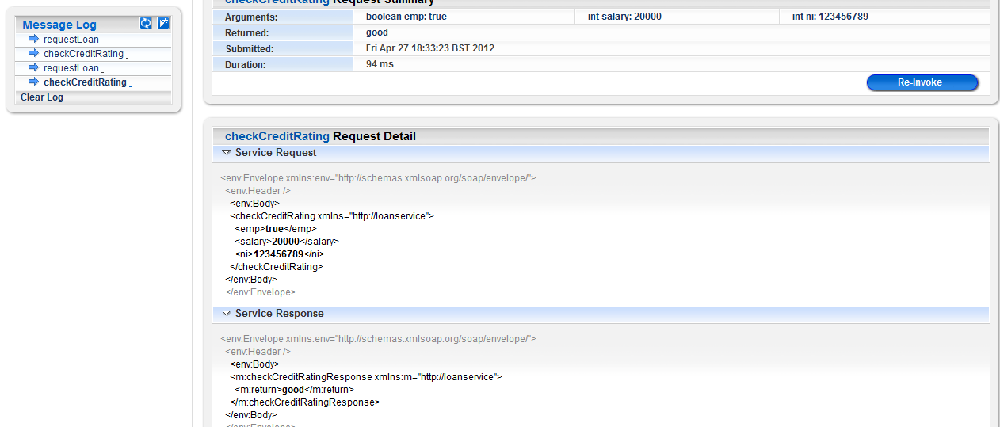 Message Log
requestLoan _
checkCreditRating _
requestLoan _
checkCreditRating _
Clear Log
checkCreditRating Request Summary
Arguments: boolean emp: true int salary: 20000 int ni: 123456789
Returned: good
Submitted: Fri Apr 27 18:33:23 BST 2012
Duration: 94 ms
Re-Invoke
checkCreditRating Request Detail
Service Request
<env:Envelope xmlns:env="http://schemas.xmlsoap.org/soap/envelope/">
<env:Header />
<env:Body>
<checkCreditRating xmlns="http://loanservice">
<emp>true</emp>
<salary>20000</salary>
<ni>123456789</ni>
</checkCreditRating>
</env:Body>
</env:Envelope>
Service Response
<env:Envelope xmlns:env="http://schemas.xmlsoap.org/soap/envelope/">
<env:Header />
<env:Body>
<m:checkCreditRatingResponse xmlns:m="http://loanservice">
<m:return>good</m:return>
</m:checkCreditRatingResponse>
</env:Body>
</env:Envelope>